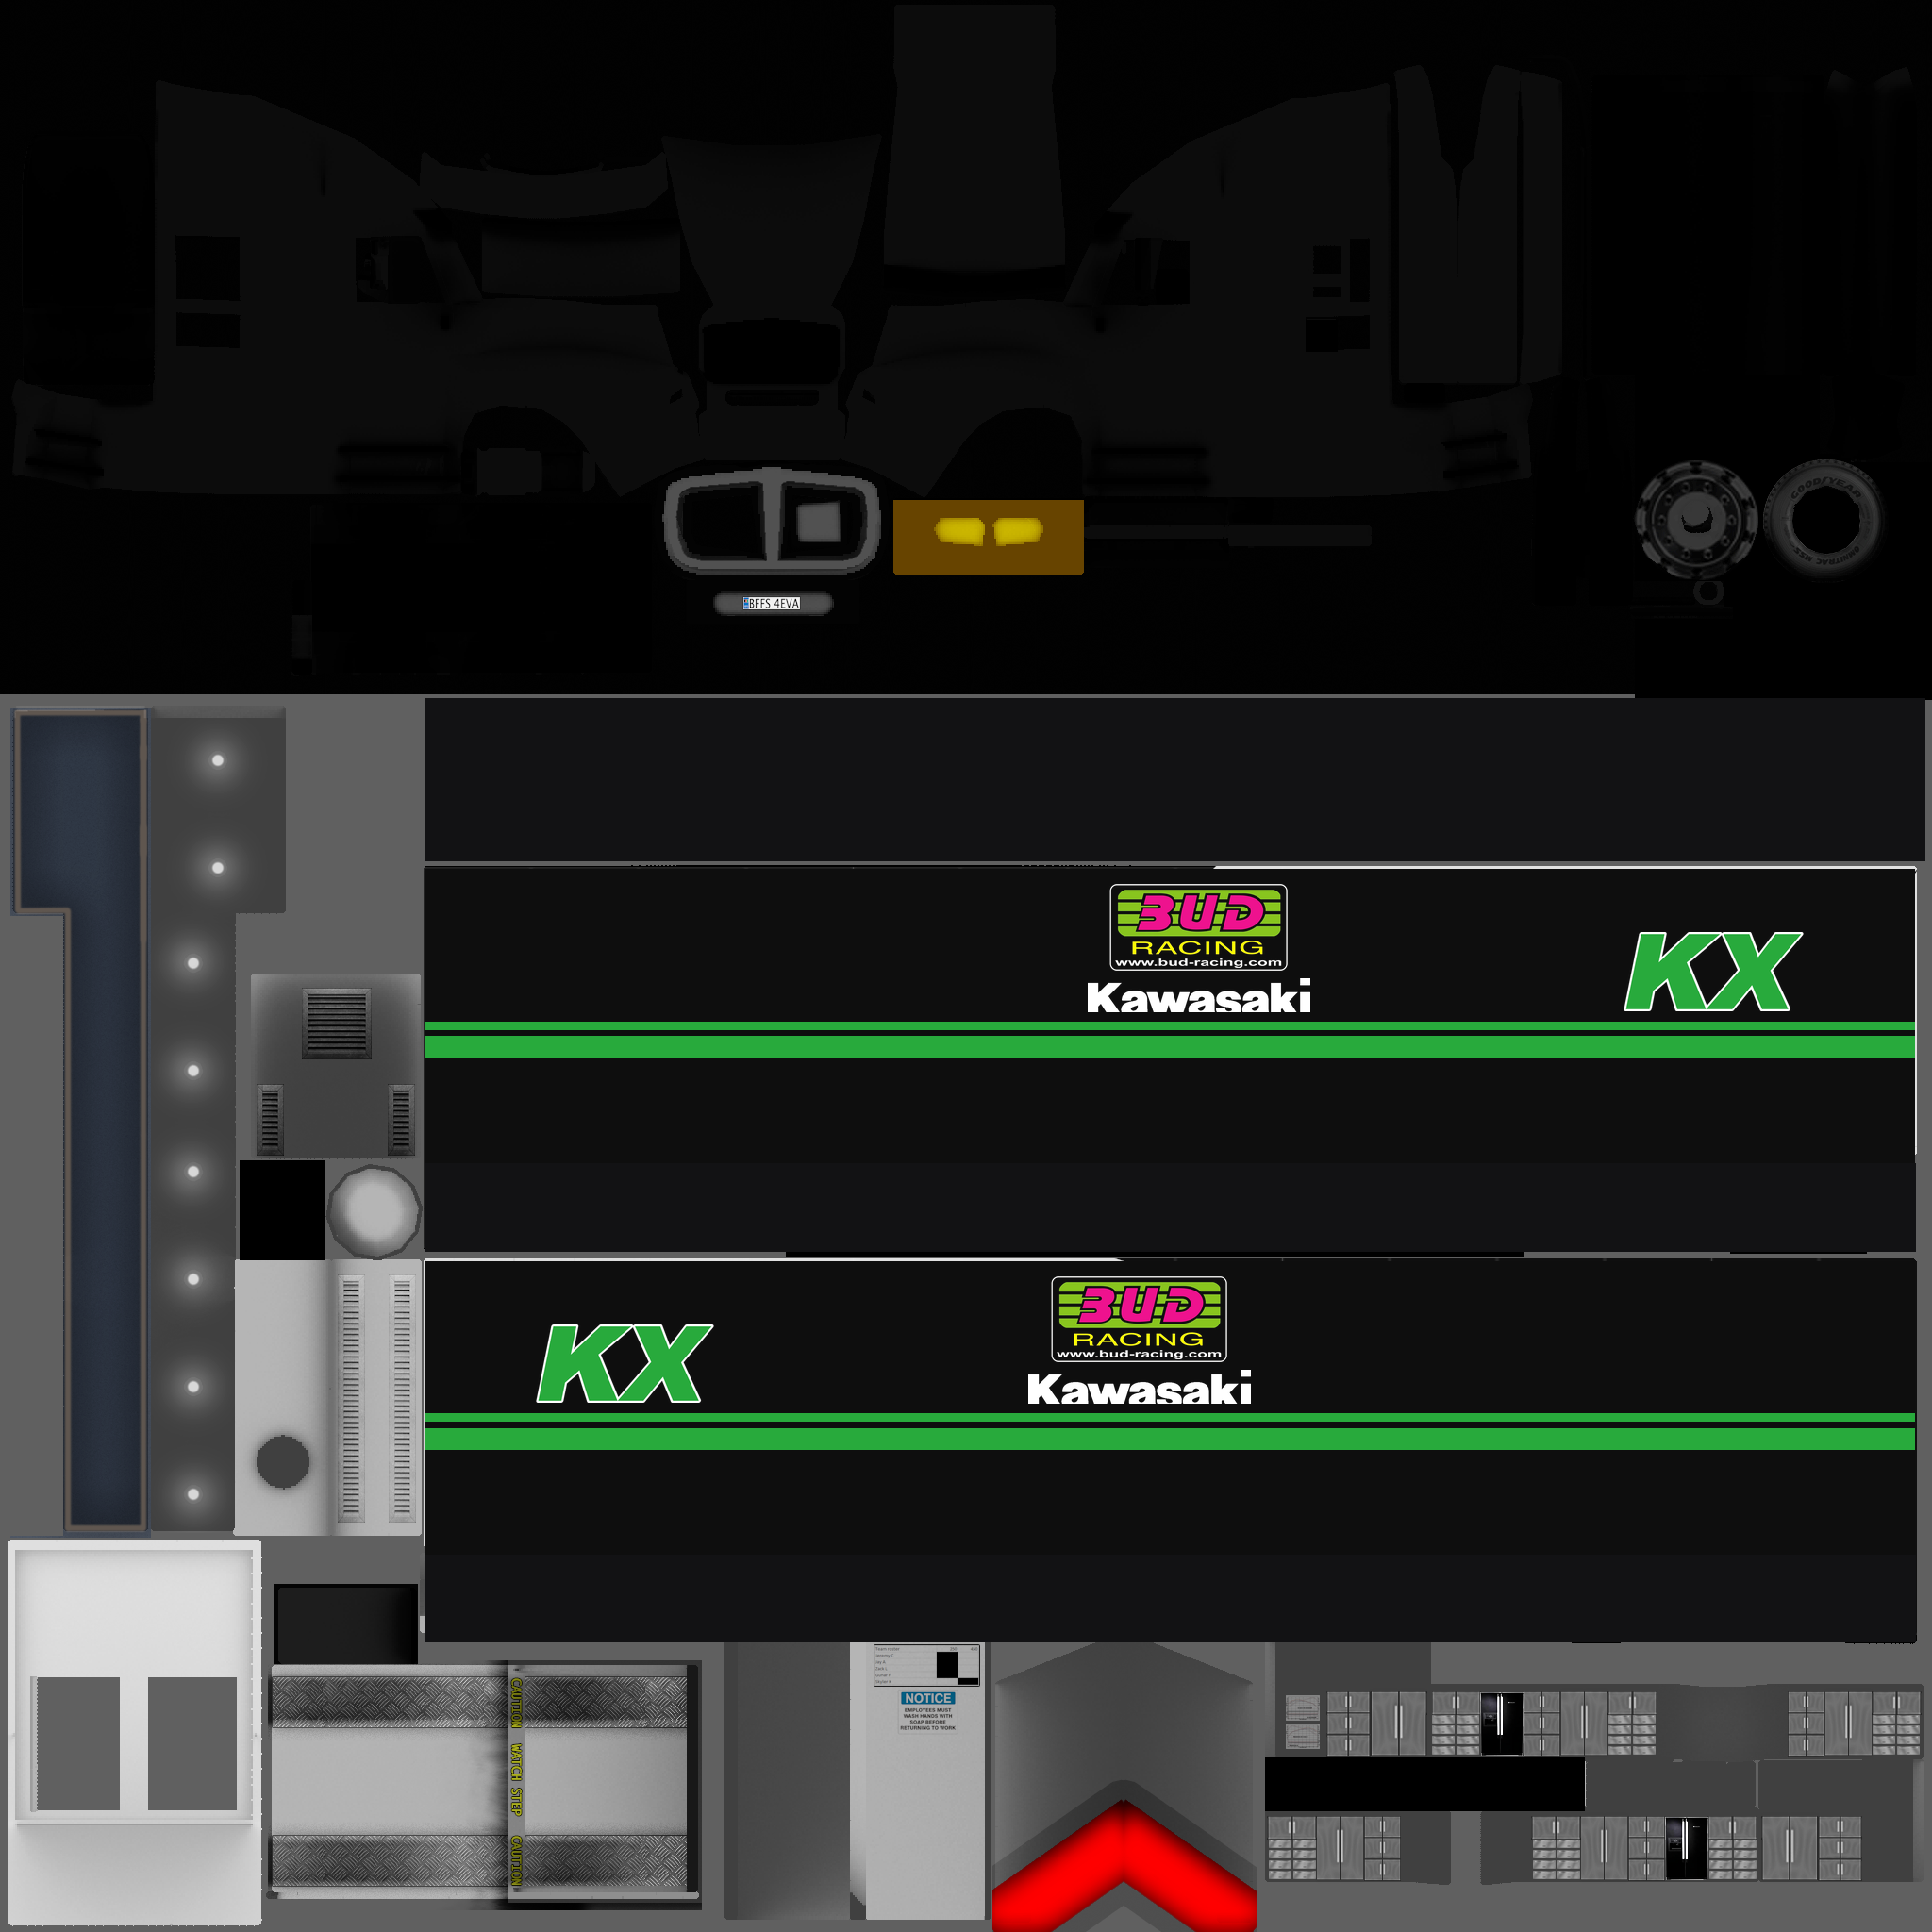 GOODYEAR
BFFS 4EVA
BUD
RACING
www.bud-racing.com
Kawasaki
KX
BUD
RACING
www.bud-racing.com
Kawasaki
KX
CAUTION WATCH STEP CAUTION
NOTICE
EMPLOYEES MUST
WASH HANDS WITH
SOAP BEFORE
RETURNING TO WORK